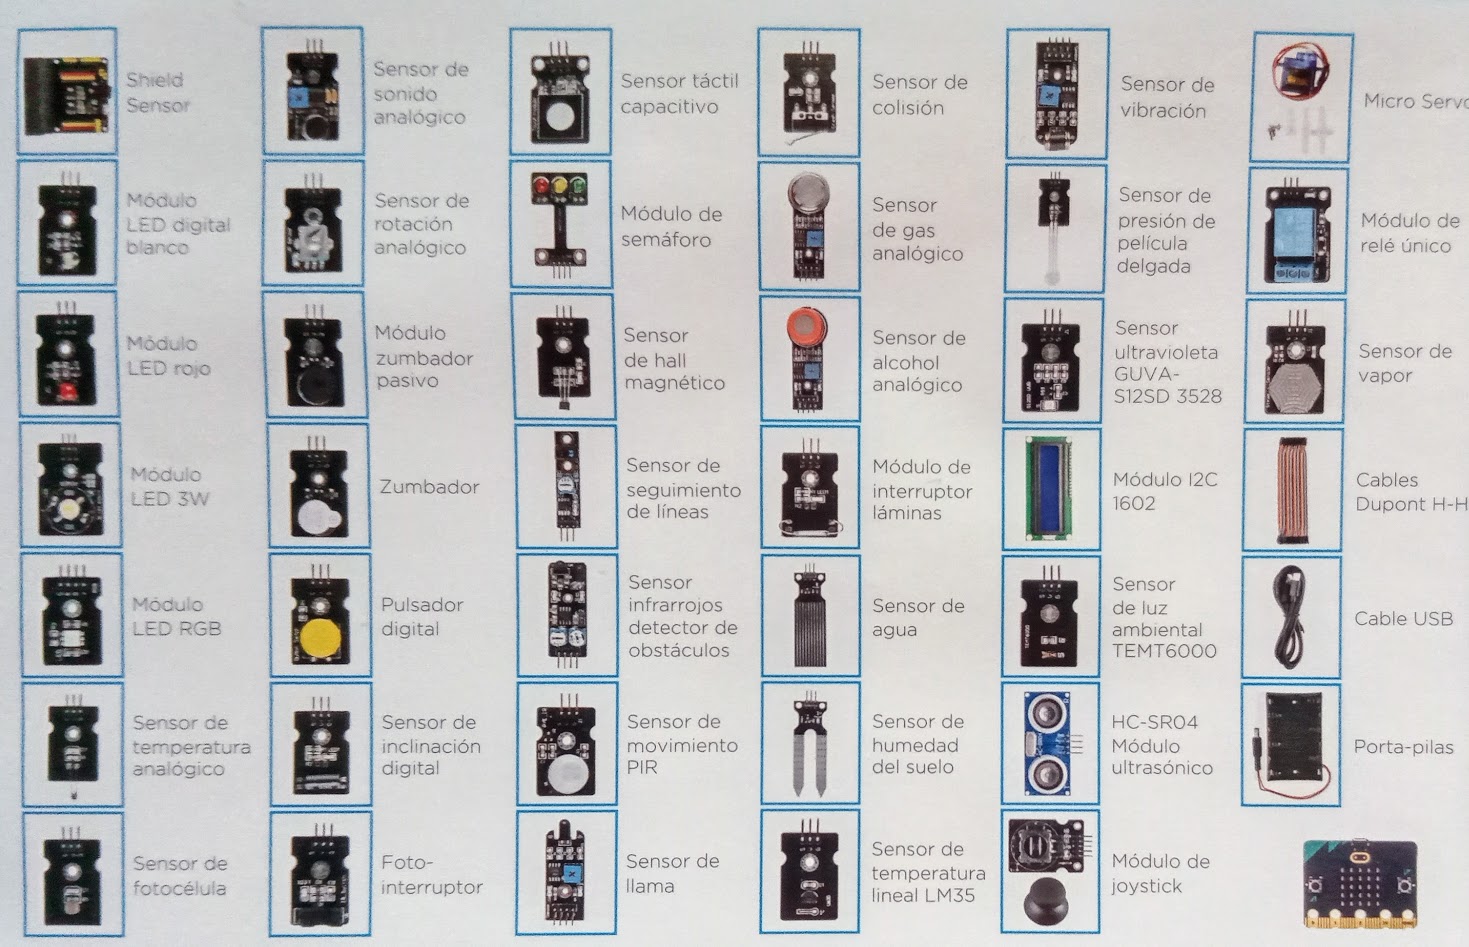 Shield
Sensor
Sensor de
sonido
analógico
Sensor táctil
capacitivo
Sensor de
colisión
Sensor de
vibración
Micro Servo
Módulo
LED digital
blanco
Sensor de
rotación
analógico
Módulo de
semáforo
Sensor
de gas
analógico
Sensor de
presión de
película
delgada
Módulo de
relé único
Módulo
LED rojo
Módulo
zumbador
pasivo
Sensor
de hall
magnético
Sensor de
alcohol
analógico
Sensor
ultravioleta
GUVA-
S12SD 3528
Sensor de
vapor
Módulo
LED 3W
Zumbador
Sensor de
seguimiento
de líneas
Módulo de
interruptor
láminas
Módulo I2C
1602
Cables
Dupont H-H
Módulo
LED RGB
Pulsador
digital
Sensor
infrarrojos
detector de
obstáculos
Sensor de
agua
Sensor
de luz
ambiental
TEMT6000
Cable USB
Sensor de
temperatura
analógico
Sensor de
inclinación
digital
Sensor de
movimiento
PIR
Sensor de
humedad
del suelo
HC-SR04
Módulo
ultrasónico
Porta-pilas
Sensor de
fotocélula
Foto-
interruptor
Sensor de
llama
Sensor de
temperatura
lineal LM35
Módulo de
joystick